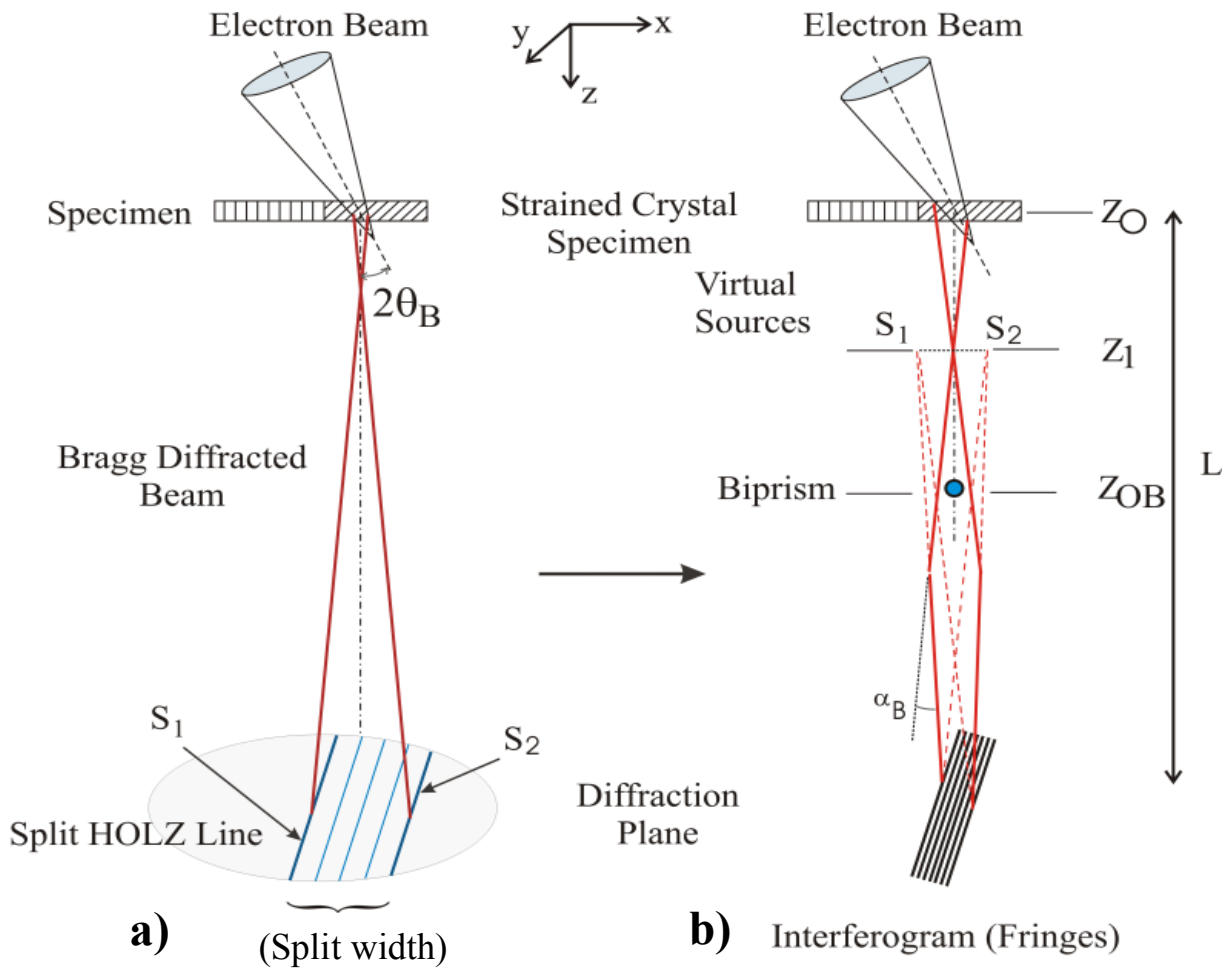 Electron Beam
x
y
z
Electron Beam
Specimen
2θB
Bragg Diffracted
Beam
S1
S2
Split HOLZ Line
a)
(Split width)
Strained Crystal
Specimen
ZO
Virtual
Sources
S1
S2
Z1
Biprism
ZOB
L
αB
Diffraction
Plane
b)
Interferogram (Fringes)